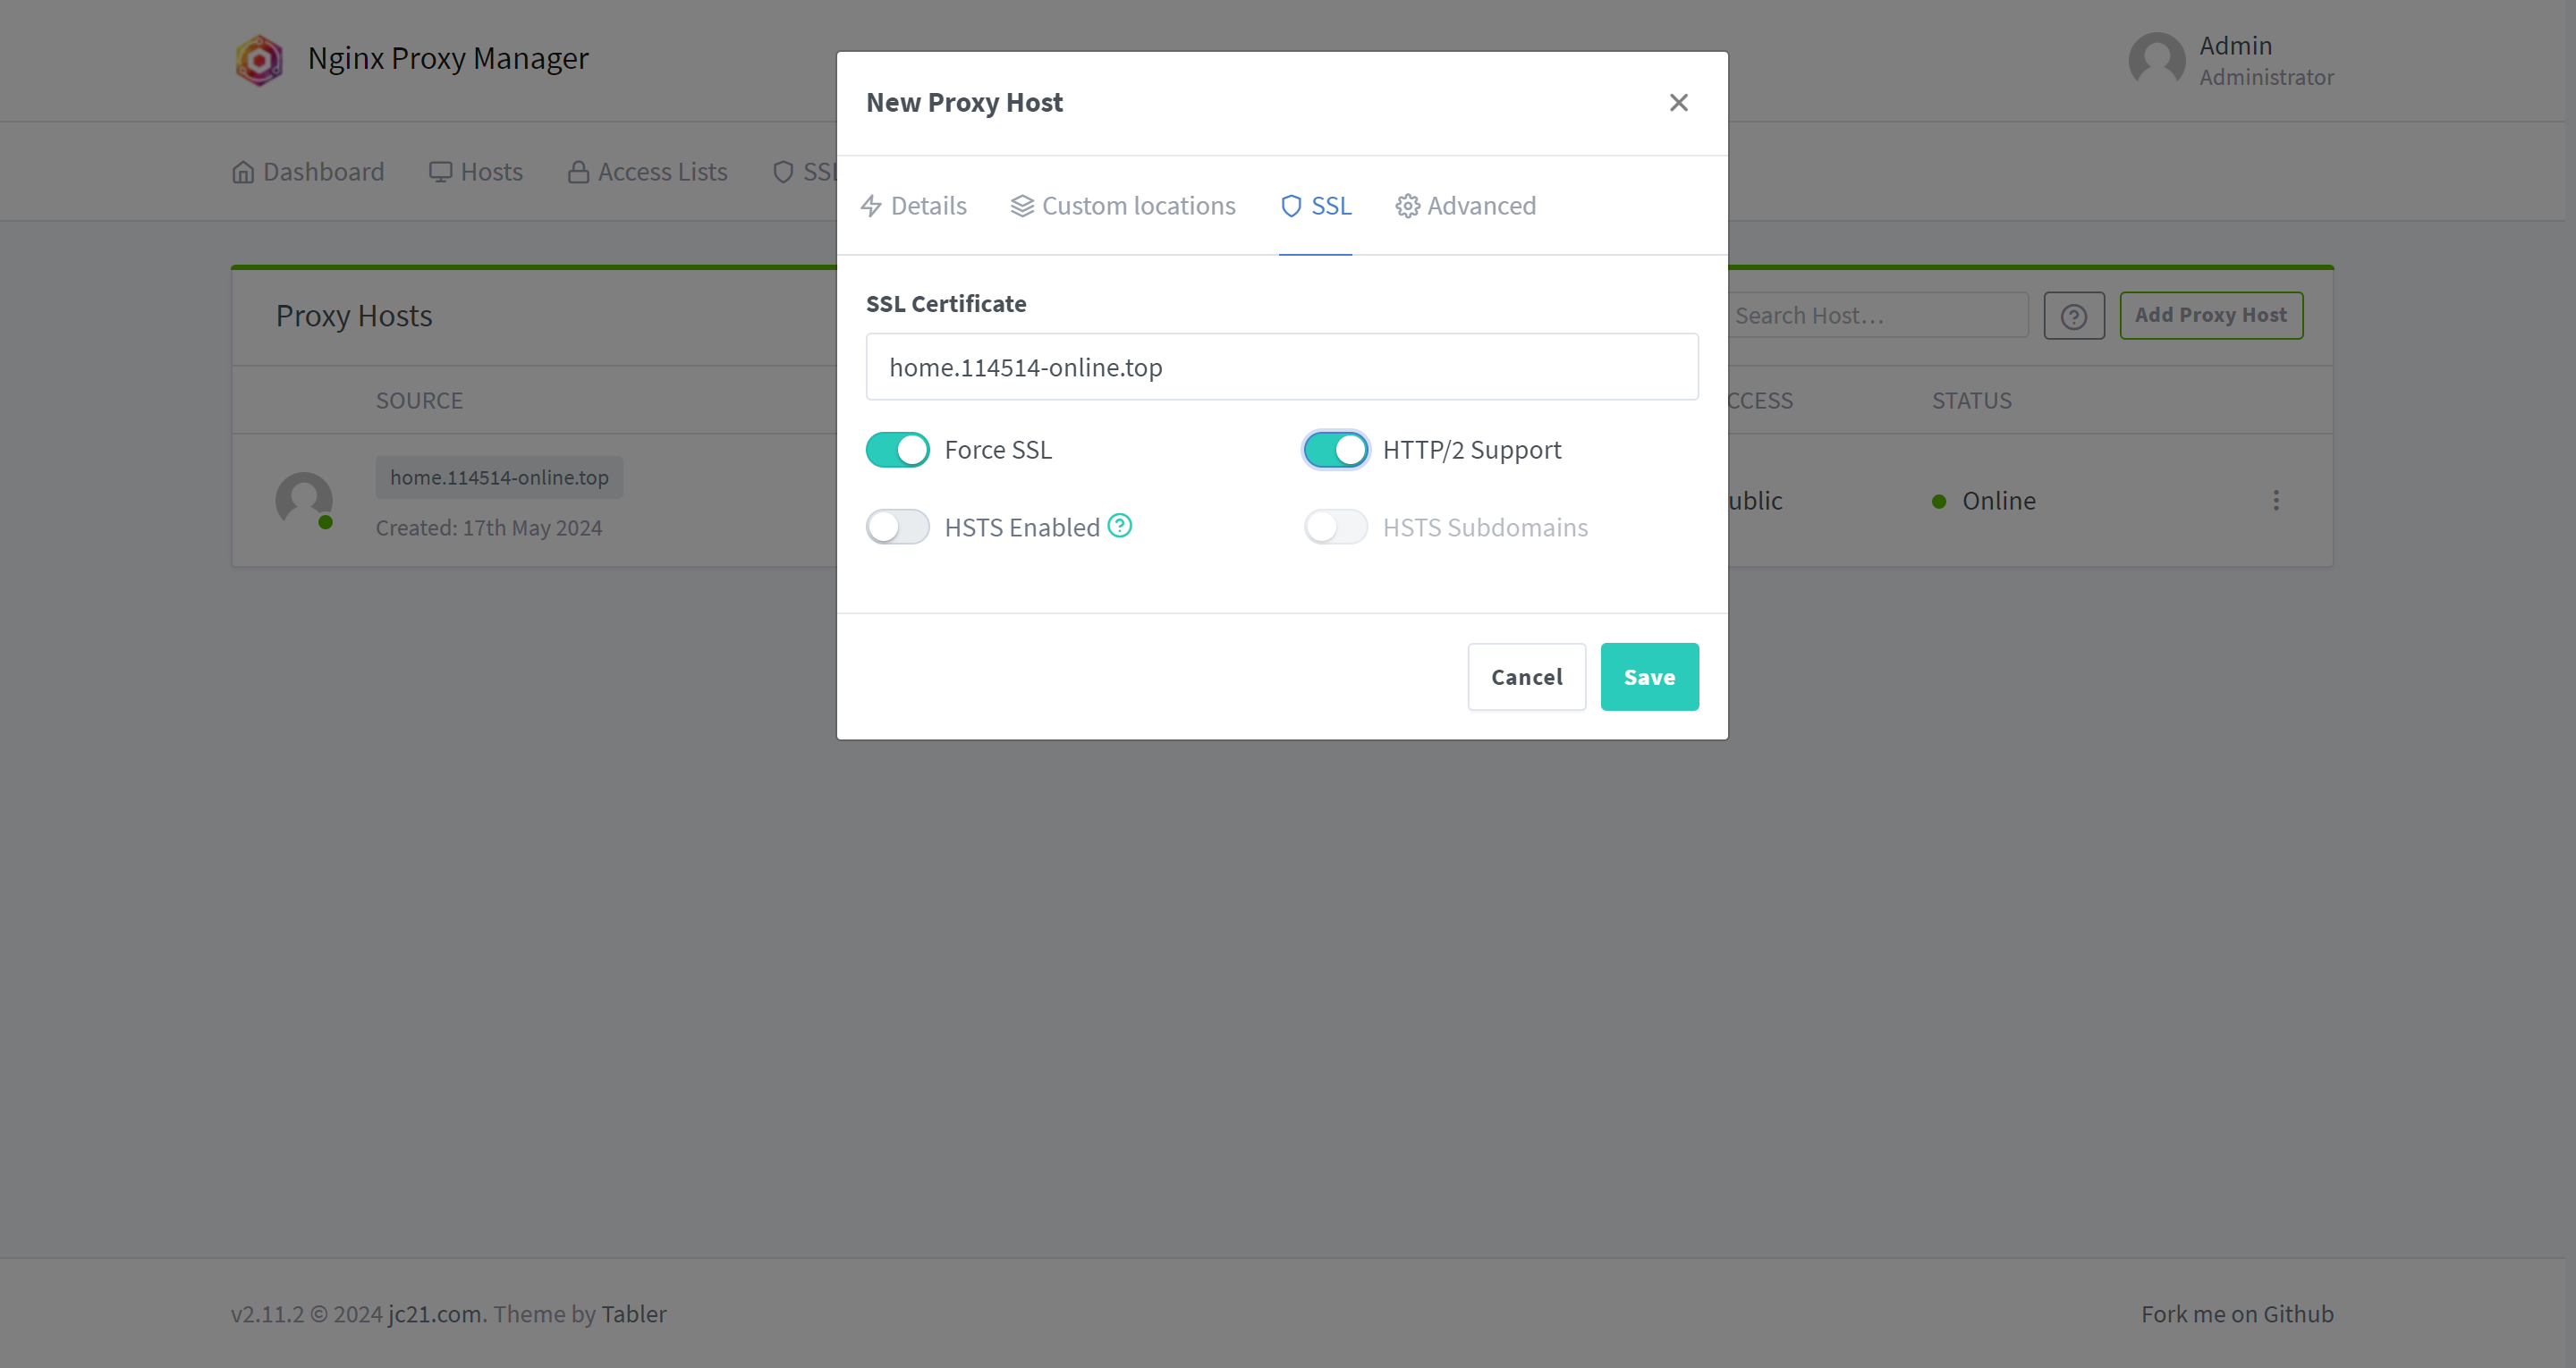 Nginx Proxy Manager
Admin
Administrator
Dashboard
Hosts
Access Lists
SSL
Proxy Hosts
Search Host…
Add Proxy Host
SOURCE
CCESS
STATUS
home.114514-online.top
Created: 17th May 2024
ublic
Online
New Proxy Host
Details
Custom locations
SSL
Advanced
SSL Certificate
home.114514-online.top
Force SSL
HTTP/2 Support
HSTS Enabled
HSTS Subdomains
Cancel
Save
v2.11.2 © 2024 jc21.com. Theme by Tabler
Fork me on Github